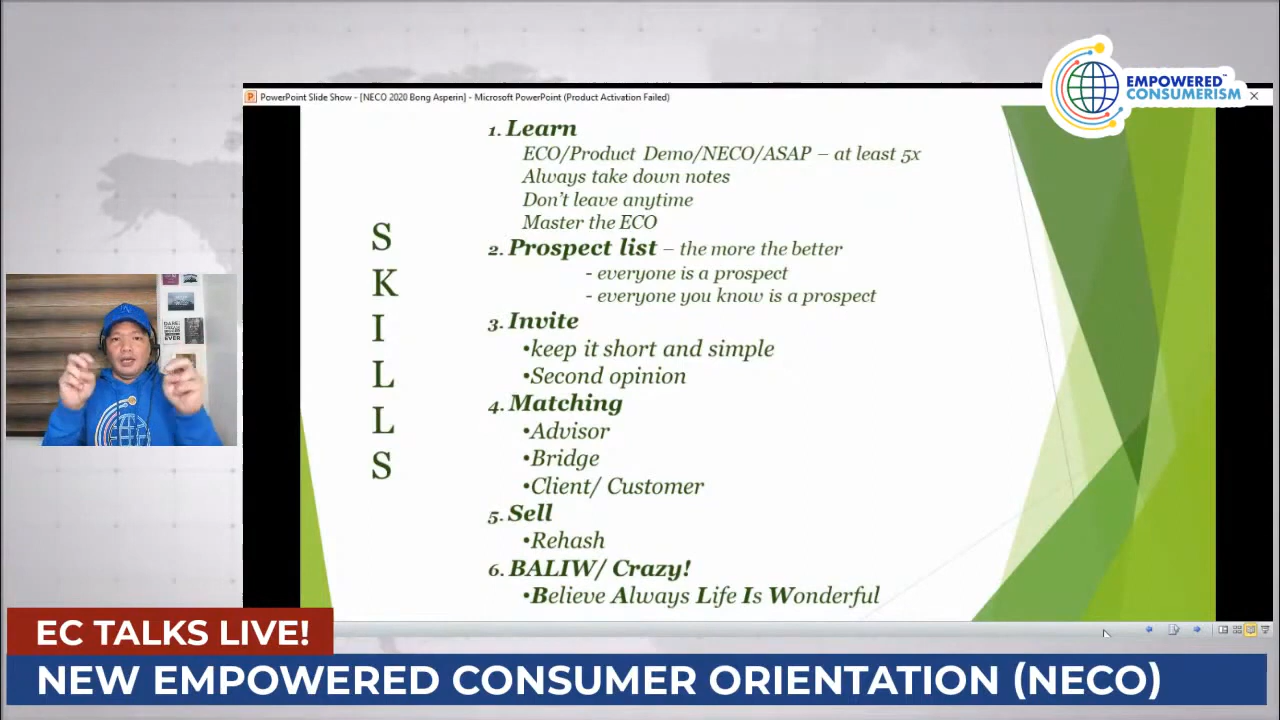 EMPOWERED™
CONSUMERISM
PowerPoint Slide Show - [NECO 2020 Bong Asperin] - Microsoft PowerPoint (Product Activation Failed)
SKILLS
1. Learn
ECO/Product Demo/NECO/ASAP – at least 5x
Always take down notes
Don't leave anytime
Master the ECO
2. Prospect list – the more the better
- everyone is a prospect
- everyone you know is a prospect
3. Invite
•keep it short and simple
•Second opinion
4. Matching
•Advisor
•Bridge
•Client/ Customer
5. Sell
•Rehash
6. BALIW/ Crazy!
•Believe Always Life Is Wonderful
EC TALKS LIVE!
NEW EMPOWERED CONSUMER ORIENTATION (NECO)